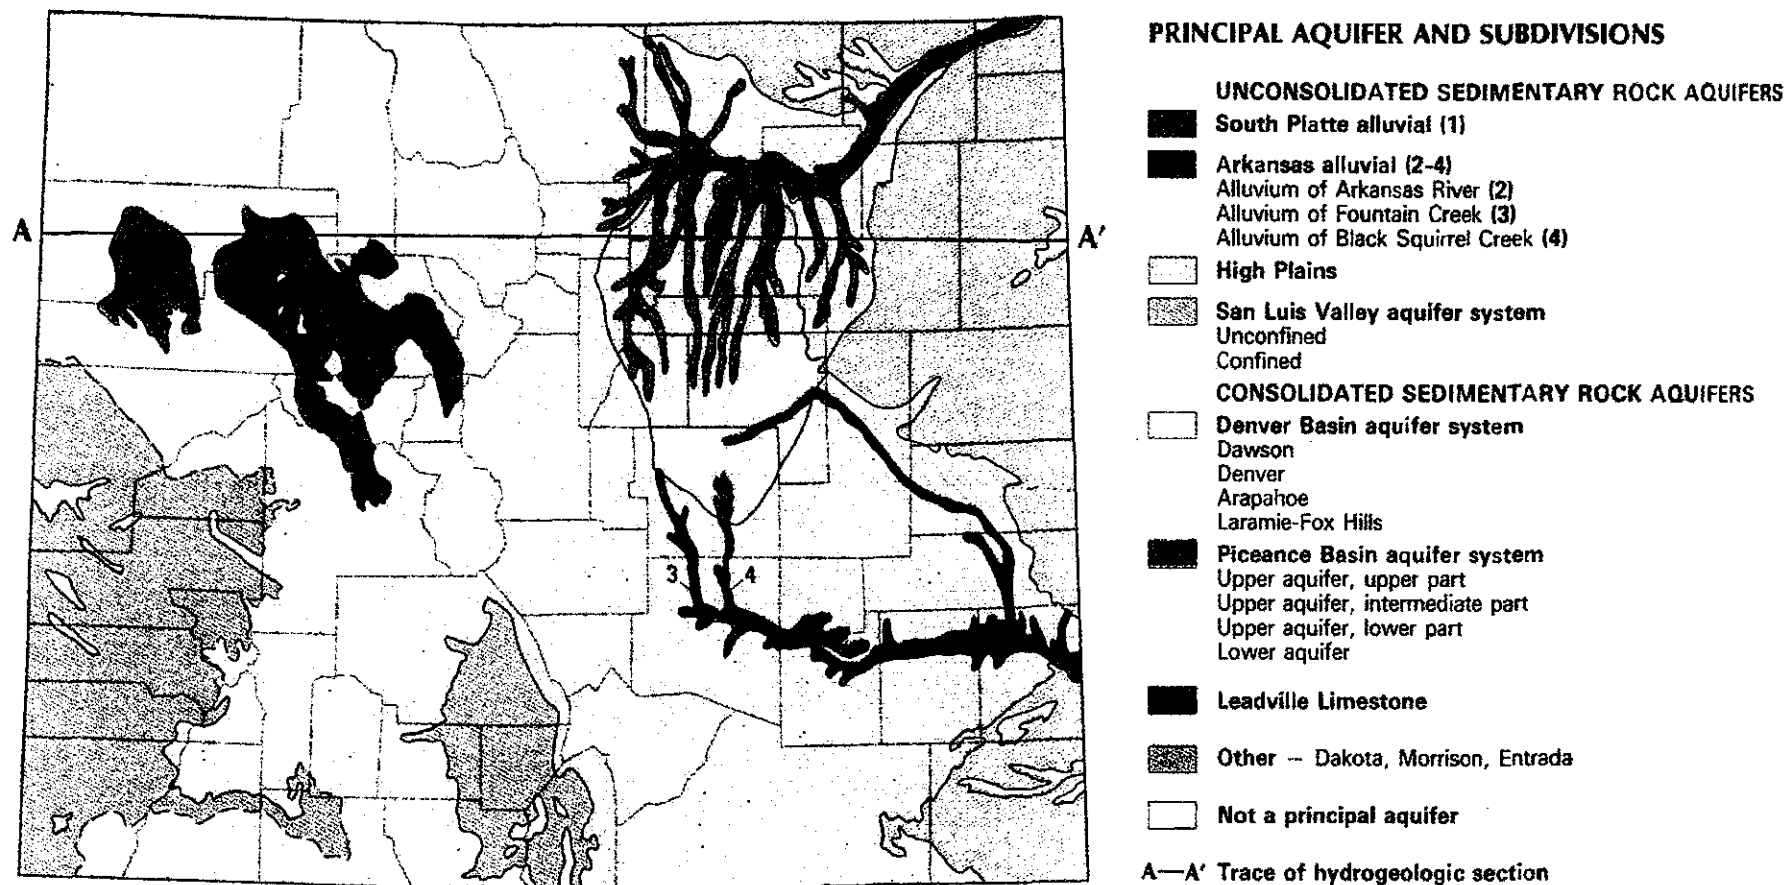 PRINCIPAL AQUIFER AND SUBDIVISIONS
UNCONSOLIDATED SEDIMENTARY ROCK AQUIFERS
South Platte alluvial (1)
Arkansas alluvial (2-4)
Alluvium of Arkansas River (2)
Alluvium of Fountain Creek (3)
Alluvium of Black Squirrel Creek (4)
High Plains
San Luis Valley aquifer system
Unconfined
Confined
CONSOLIDATED SEDIMENTARY ROCK AQUIFERS
Denver Basin aquifer system
Dawson
Denver
Arapahoe
Laramie-Fox Hills
Piceance Basin aquifer system
Upper aquifer, upper part
Upper aquifer, intermediate part
Upper aquifer, lower part
Lower aquifer
Leadville Limestone
Other – Dakota, Morrison, Entrada
Not a principal aquifer
A—A' Trace of hydrogeologic section
A
A'
3
4